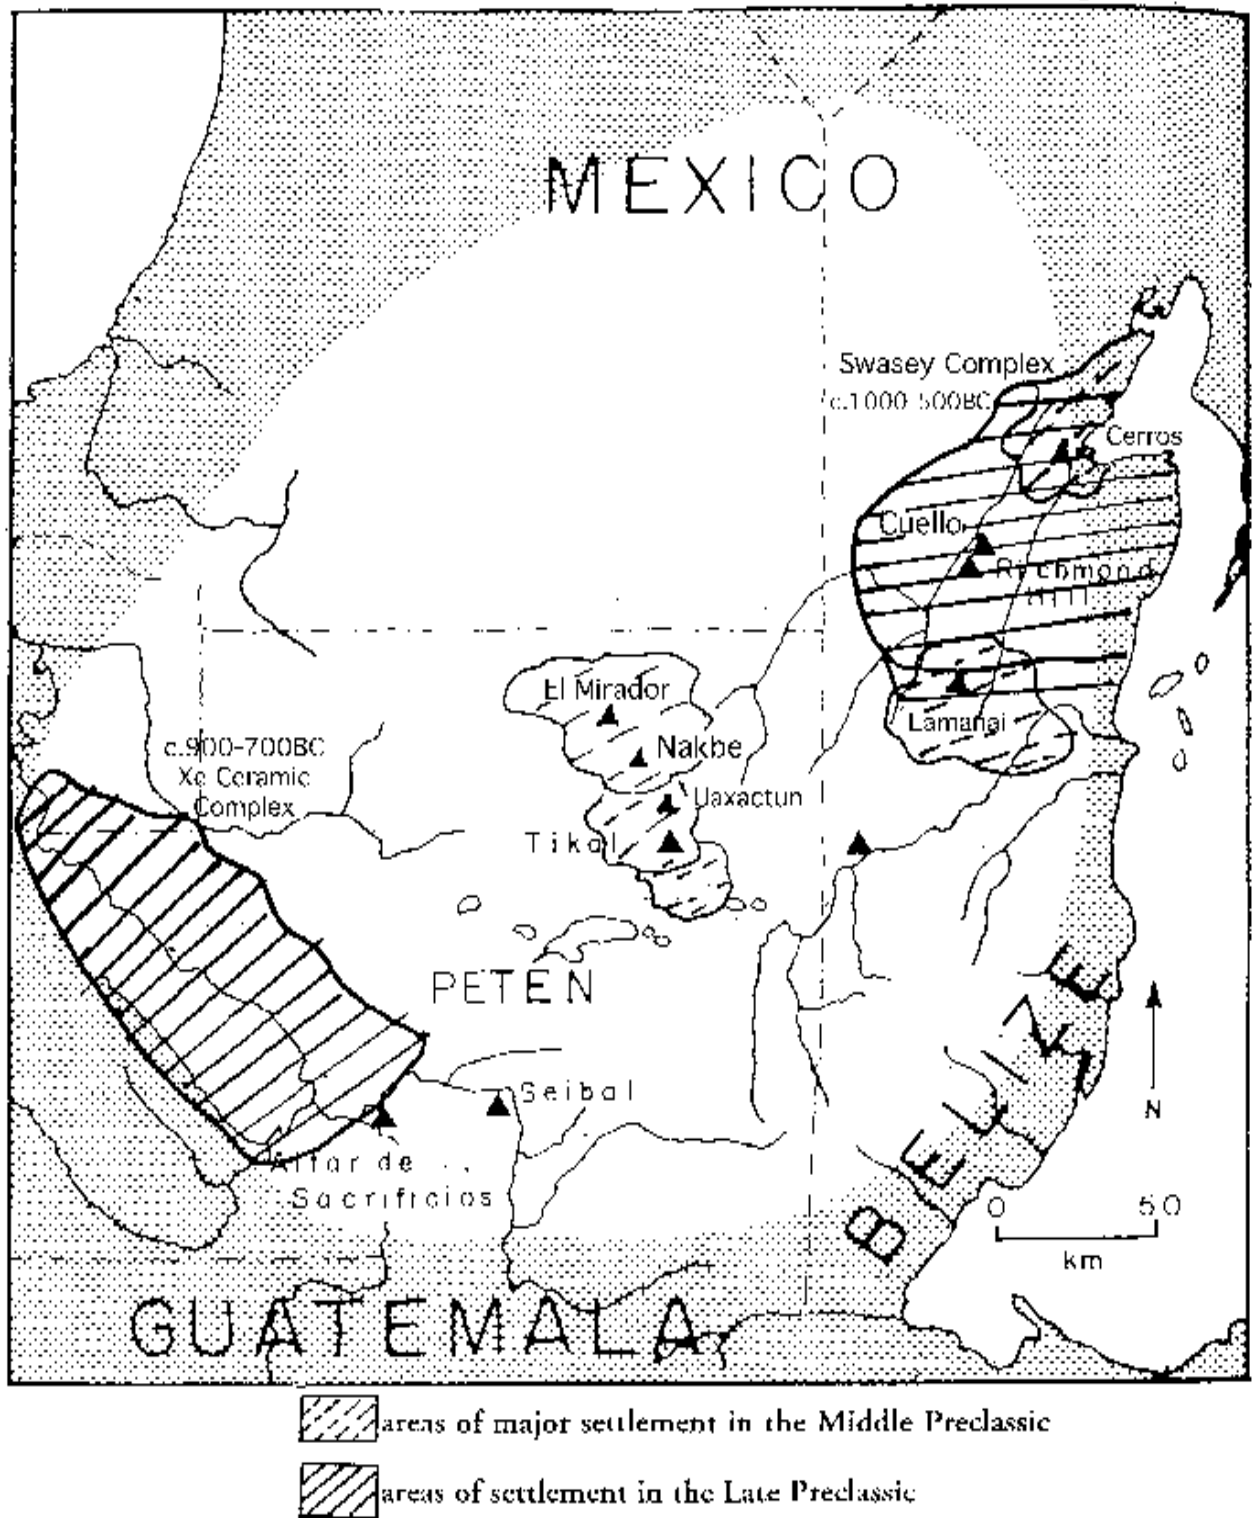 MEXICO
Swasey Complex
c.1000-500BC
Cerros
Cuello
Richmond
Hill
El Mirador
Lamanai
Nakbe
c.900-700BC
Xe Ceramic
Complex
Uaxactun
Tikal
PETEN
BELIZE
Seibal
N
Altar de
Sacrificios
0 50
km
GUATEMALA
areas of major settlement in the Middle Preclassic
areas of settlement in the Late Preclassic